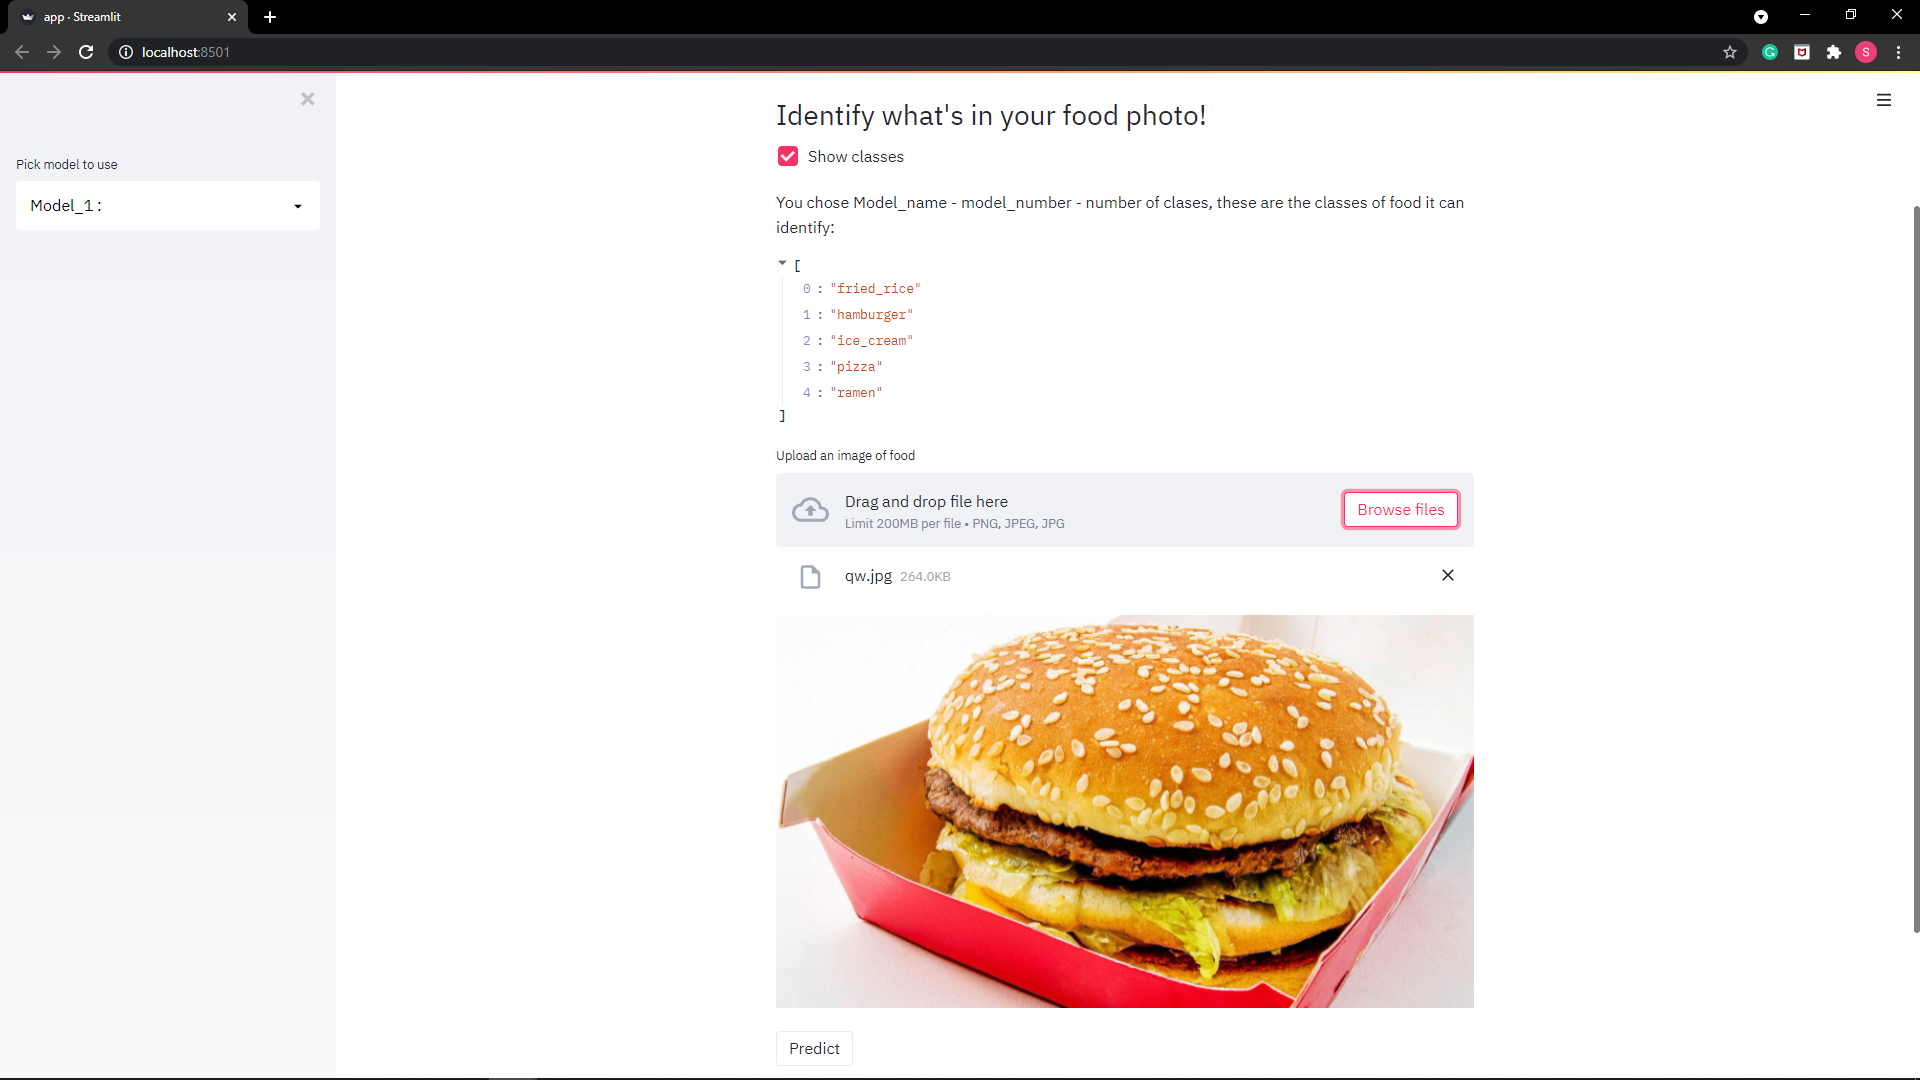 app · Streamlit
localhost:8501
S
Pick model to use
Model_1 :
Identify what's in your food photo!
Show classes
You chose Model_name - model_number - number of clases, these are the classes of food it can
identify:
[
0 : "fried_rice"
1 : "hamburger"
2 : "ice_cream"
3 : "pizza"
4 : "ramen"
]
Upload an image of food
Drag and drop file here
Limit 200MB per file • PNG, JPEG, JPG
Browse files
qw.jpg 264.0KB
Predict